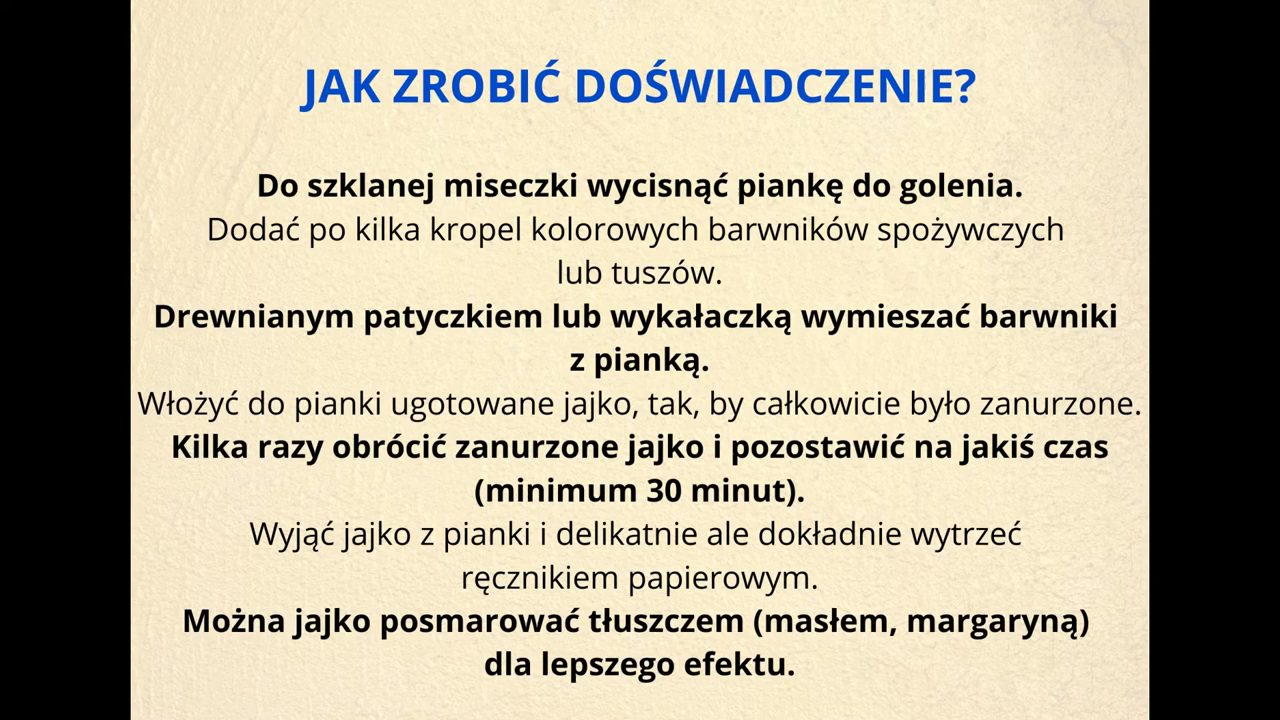 JAK ZROBIĆ DOŚWIADCZENIE?
Do szklanej miseczki wycisnąć piankę do golenia.
Dodać po kilka kropel kolorowych barwników spożywczych
lub tuszów.
Drewnianym patyczkiem lub wykałaczką wymieszać barwniki
z pianką.
Włożyć do pianki ugotowane jajko, tak, by całkowicie było zanurzone.
Kilka razy obrócić zanurzone jajko i pozostawić na jakiś czas
(minimum 30 minut).
Wyjąć jajko z pianki i delikatnie ale dokładnie wytrzeć
ręcznikiem papierowym.
Można jajko posmarować tłuszczem (masłem, margaryną)
dla lepszego efektu.